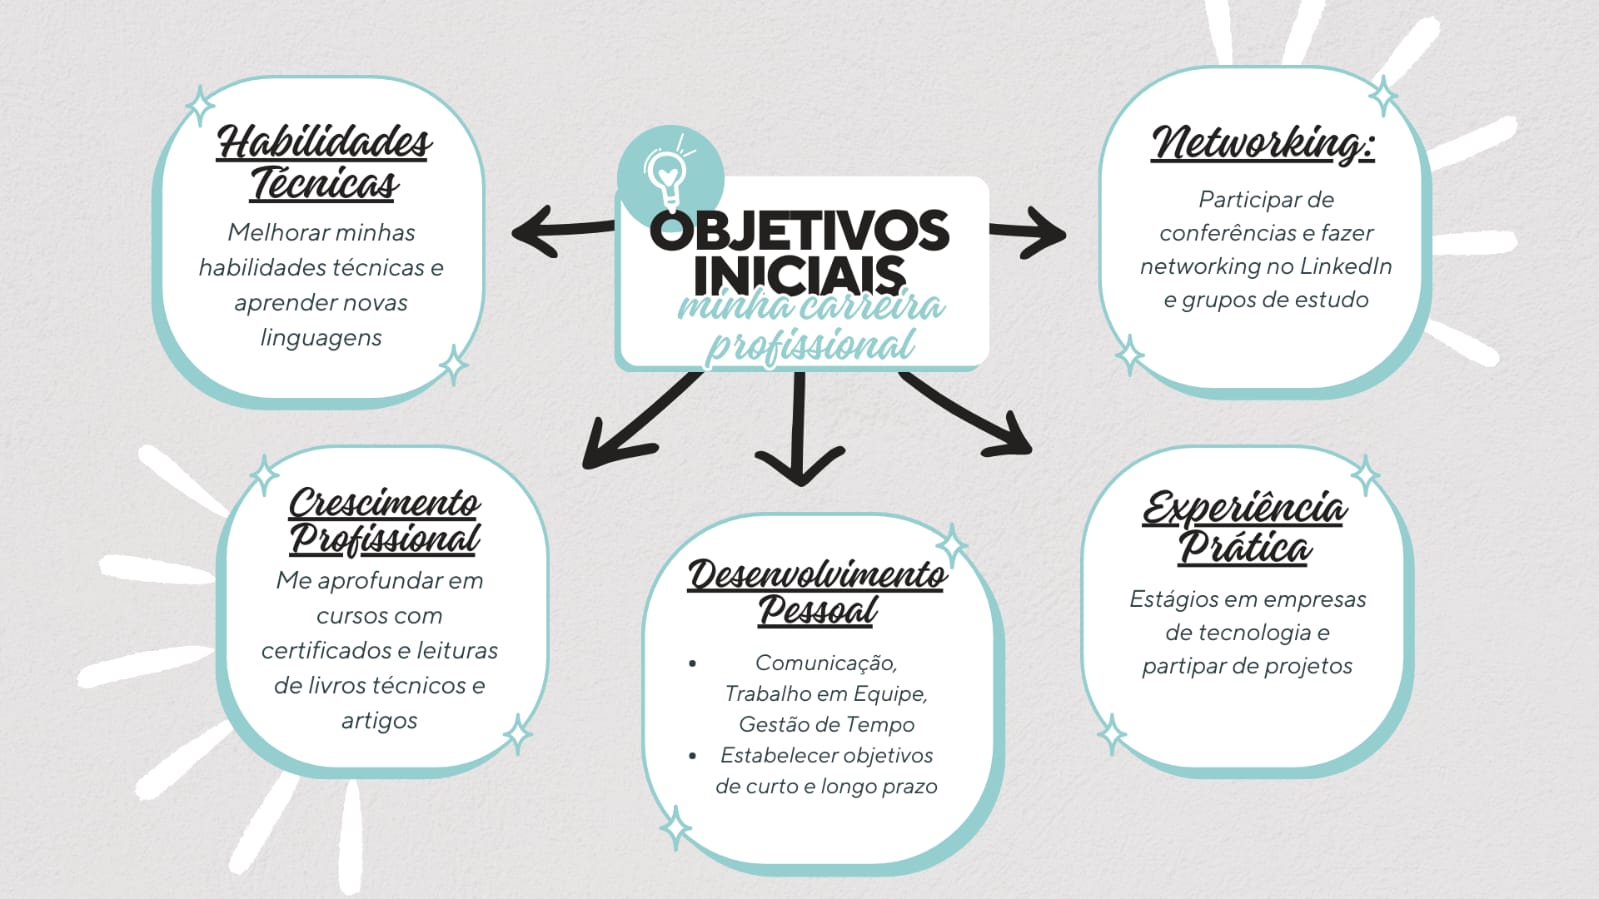 OBJETIVOS
INICIAIS
minha carreira
profissional
Habilidades
Técnicas
Melhorar minhas
habilidades técnicas e
aprender novas
linguagens
Networking:
Participar de
conferências e fazer
networking no LinkedIn
e grupos de estudo
Crescimento
Profissional
Me aprofundar em
cursos com
certificados e leituras
de livros técnicos e
artigos
Desenvolvimento
Pessoal
• Comunicação,
Trabalho em Equipe,
Gestão de Tempo
• Estabelecer objetivos
de curto e longo prazo
Experiência
Prática
Estágios em empresas
de tecnologia e
partipar de projetos